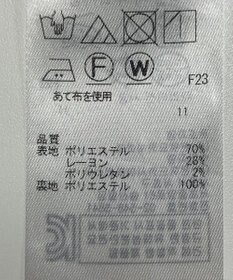 F
W
F23
あて布を使用
11
品質
表地 ポリエステル 70%
レーヨン 28%
ポリウレタン 2%
裏地 ポリエステル 100%